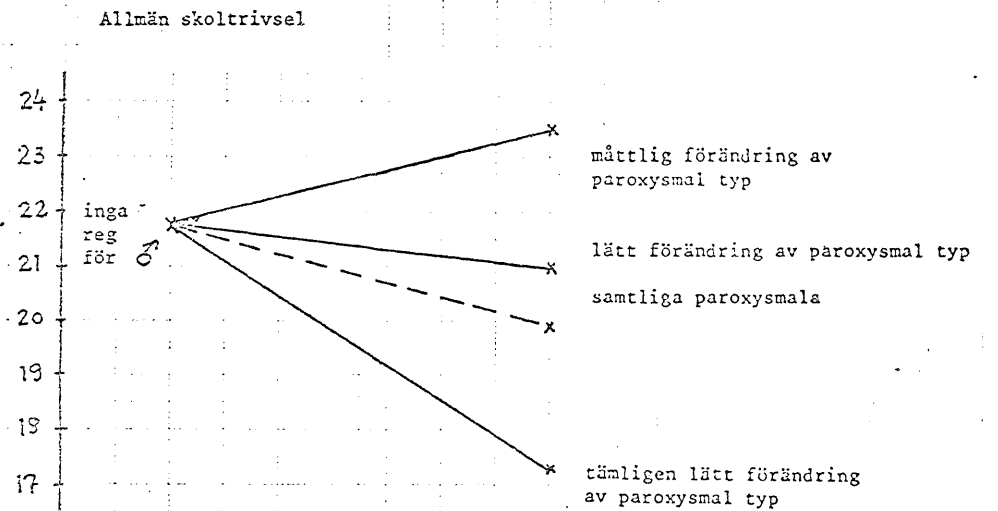 Allmän skoltrivsel
24
23
måttlig förändring av
paroxysmal typ
22
inga
reg
för ♂
21
lätt förändring av paroxysmal typ
samtliga paroxysmala
20
19
18
17
tämligen lätt förändring
av paroxysmal typ